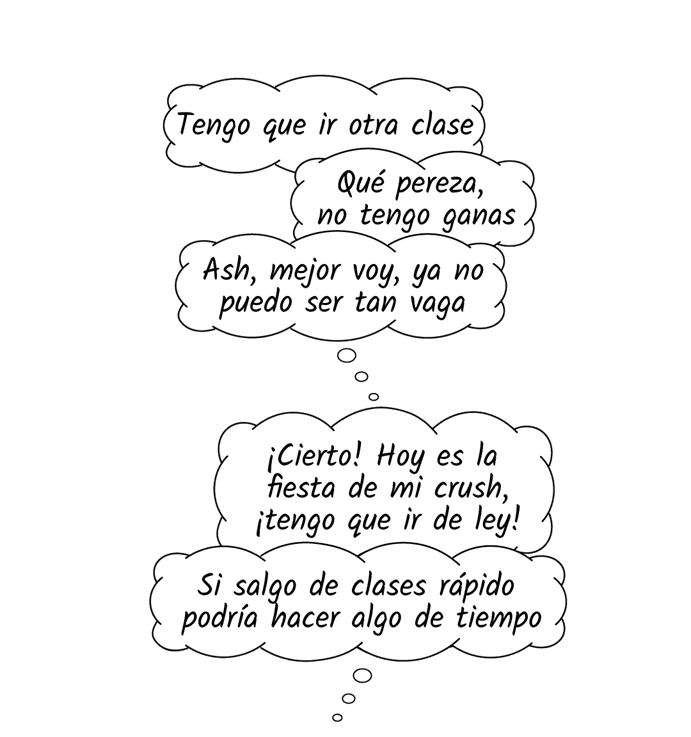 Tengo que ir otra clase
Qué pereza,
no tengo ganas
Ash, mejor voy, ya no
puedo ser tan vaga
¡Cierto! Hoy es la
fiesta de mi crush,
¡tengo que ir de ley!
Si salgo de clases rápido
podría hacer algo de tiempo